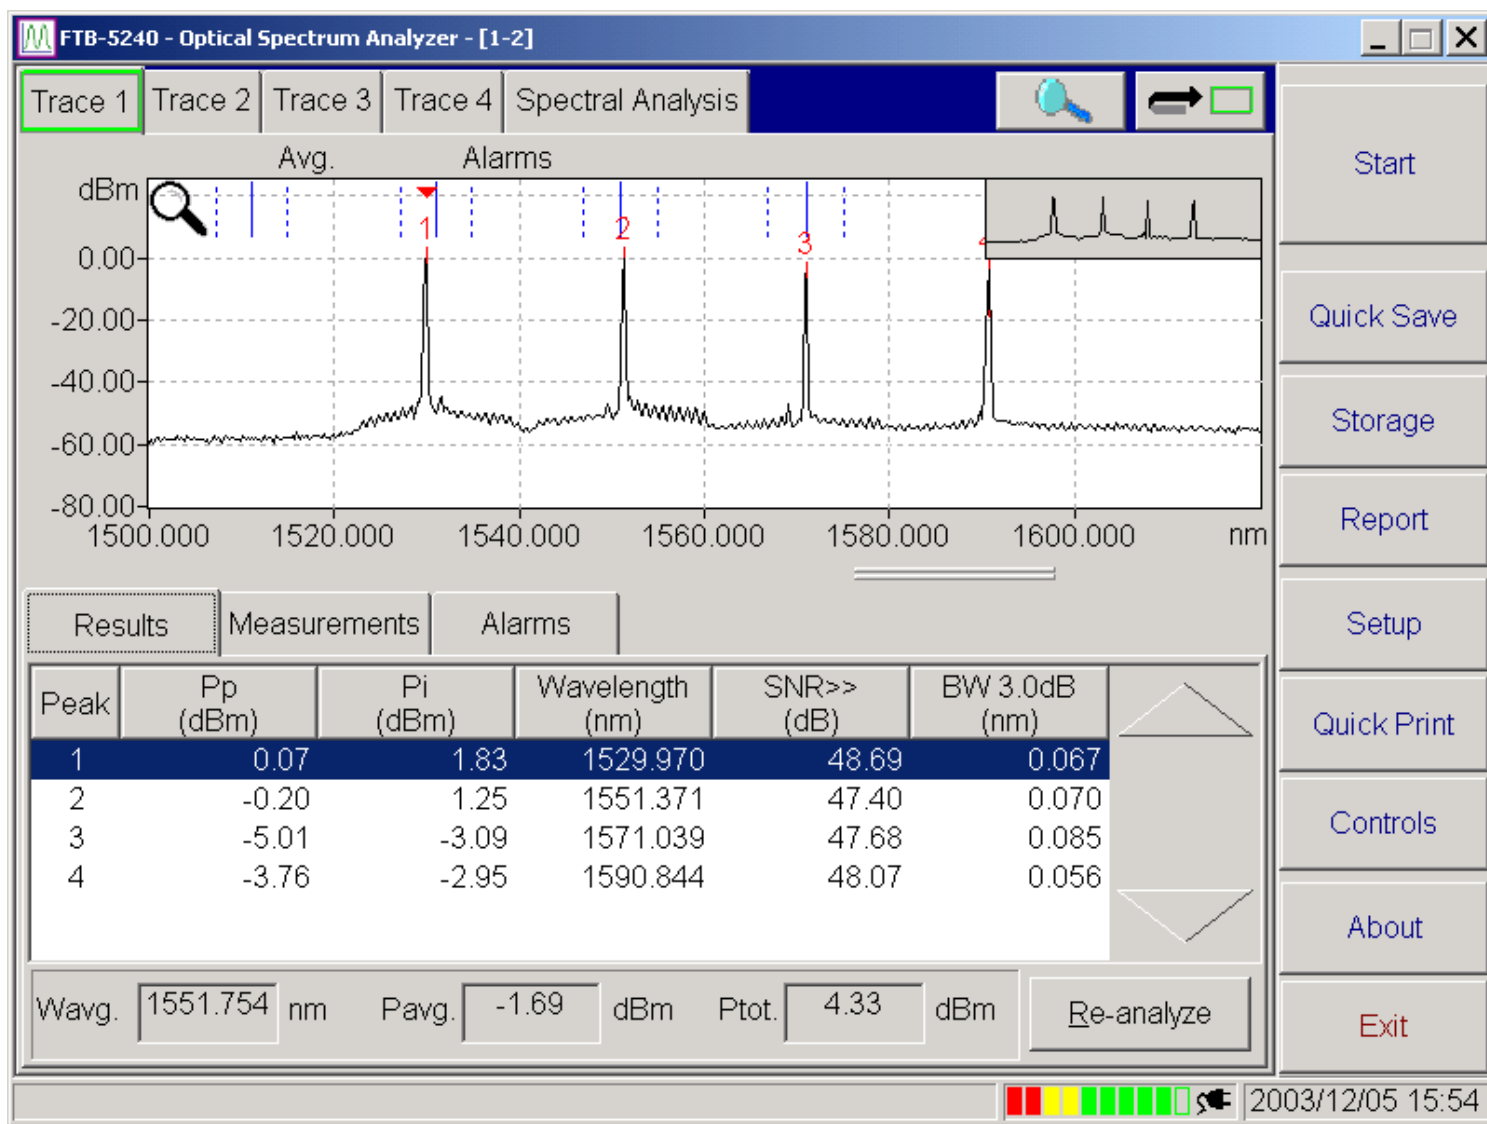 FTB-5240 - Optical Spectrum Analyzer - [1-2]
Trace 1 Trace 2 Trace 3 Trace 4 Spectral Analysis
Start
Avg. Alarms
dBm
1 2 3 4
0.00
-20.00
-40.00
-60.00
-80.00
1500.000 1520.000 1540.000 1560.000 1580.000 1600.000 nm
Quick Save
Storage
Report
Setup
Quick Print
Controls
About
Exit
Results Measurements Alarms
Peak Pp (dBm) Pi (dBm) Wavelength (nm) SNR>> (dB) BW 3.0dB (nm)
1 0.07 1.83 1529.970 48.69 0.067
2 -0.20 1.25 1551.371 47.40 0.070
3 -5.01 -3.09 1571.039 47.68 0.085
4 -3.76 -2.95 1590.844 48.07 0.056
Wavg. 1551.754 nm Pavg. -1.69 dBm Ptot. 4.33 dBm Re-analyze
2003/12/05 15:54